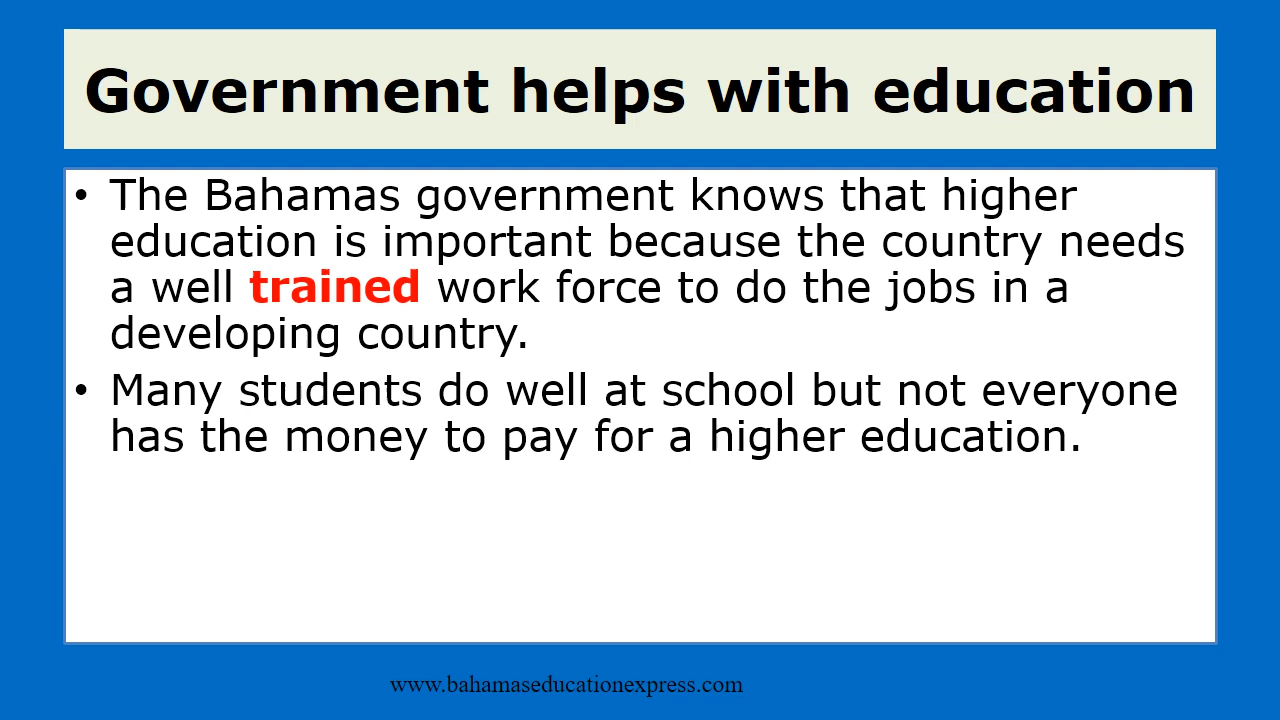 Government helps with education
• The Bahamas government knows that higher
education is important because the country needs
a well trained work force to do the jobs in a
developing country.
• Many students do well at school but not everyone
has the money to pay for a higher education.
www.bahamaseducationexpress.com